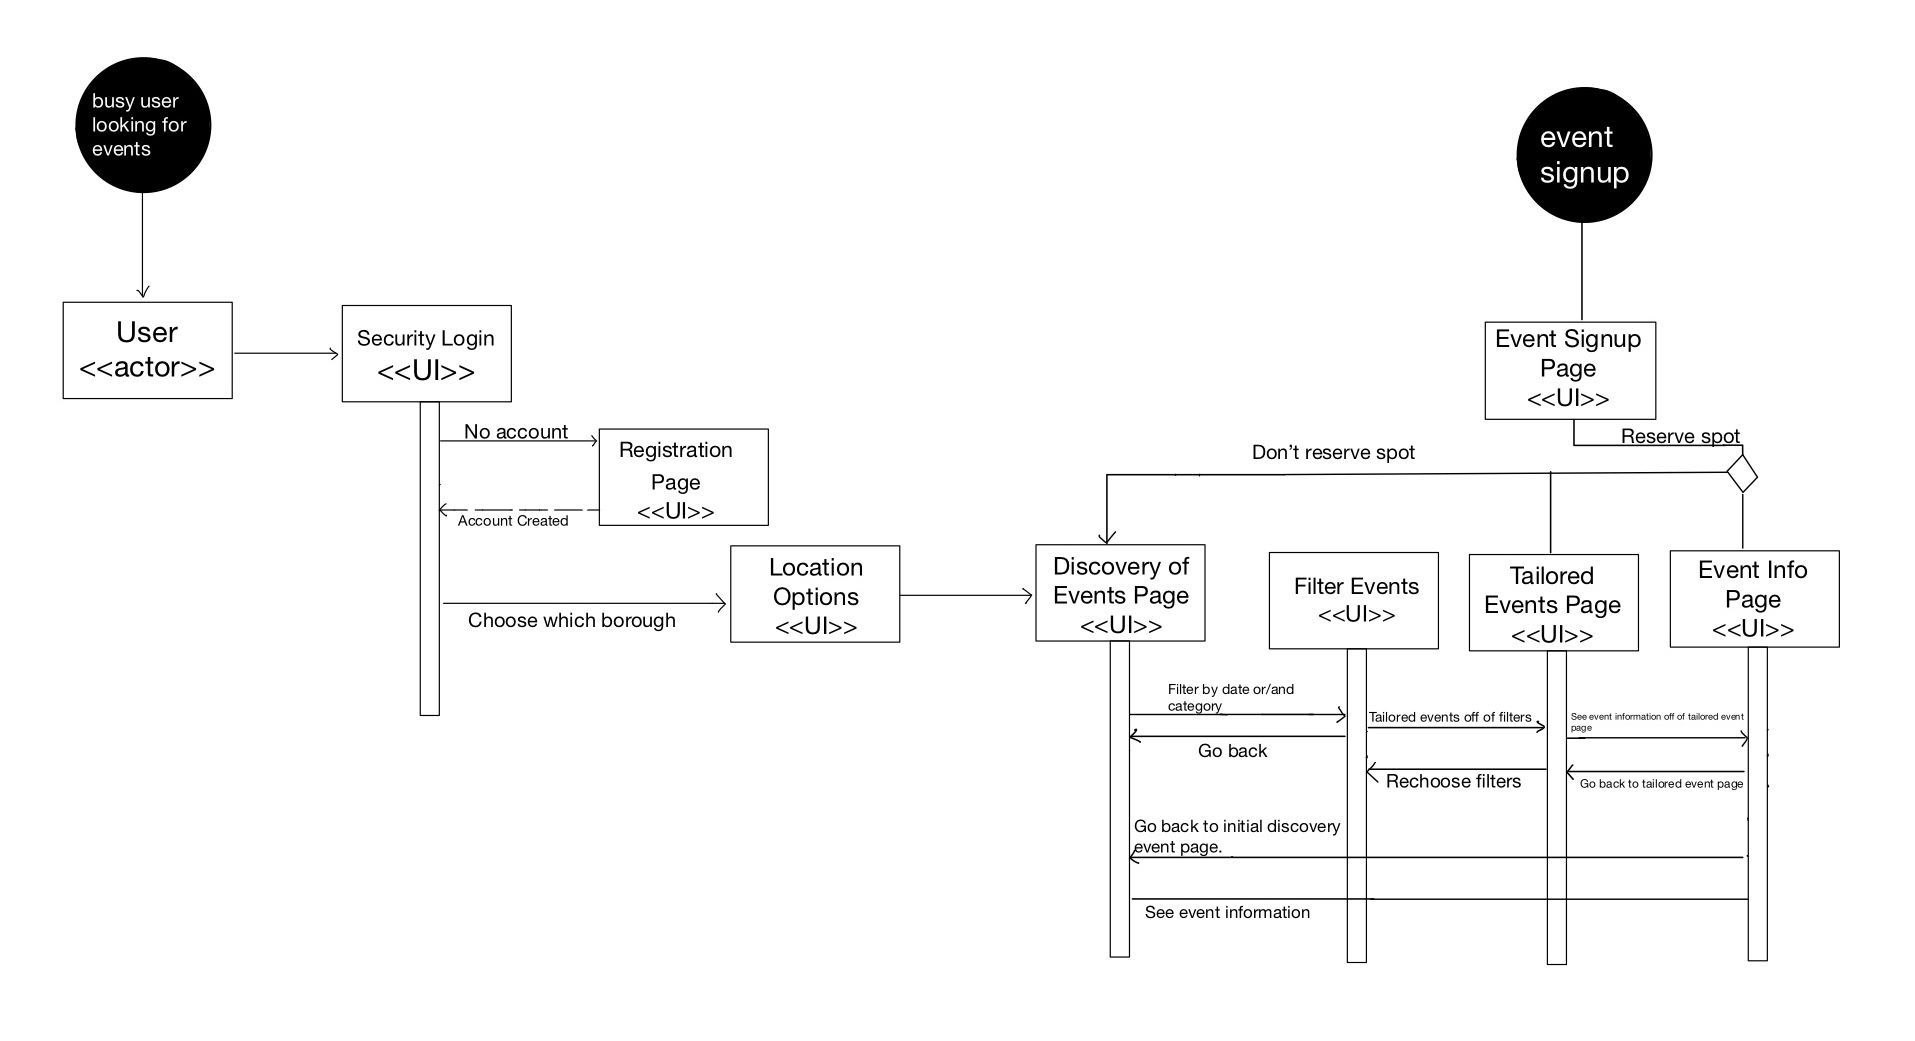 busy user
looking for
events
event
signup
User
<<actor>>
Security Login
<<UI>>
Event Signup
Page
<<UI>>
No account
Registration
Page
<<UI>>
Account Created
Reserve spot
Don’t reserve spot
Location
Options
<<UI>>
Choose which borough
Discovery of
Events Page
<<UI>>
Filter Events
<<UI>>
Tailored
Events Page
<<UI>>
Event Info
Page
<<UI>>
Filter by date or/and
category
Go back
Tailored events off of filters
Rechoose filters
See event information off of tailored event
page
Go back to tailored event page
Go back to initial discovery
event page.
See event information